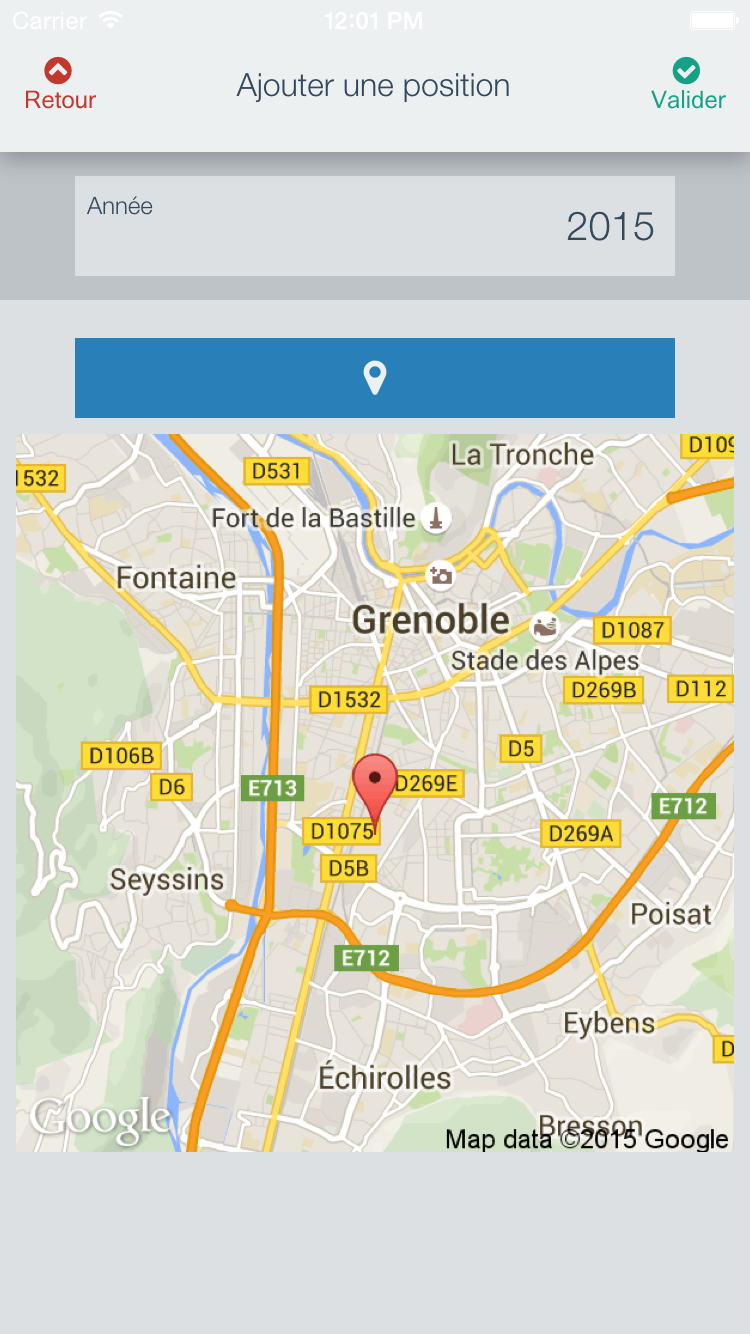 Carrier 12:01 PM
Retour Ajouter une position Valider
Année
2015
La Tronche
D109
1532
D531
Fort de la Bastille
Fontaine
Grenoble
D1087
Stade des Alpes
D269B
D112
D1532
D5
D106B
D269E
D6
E713
E712
D1075
D269A
D5B
Seyssins
Poisat
E712
Eybens
D
Échirolles
Google
Bresson
Map data ©2015 Google